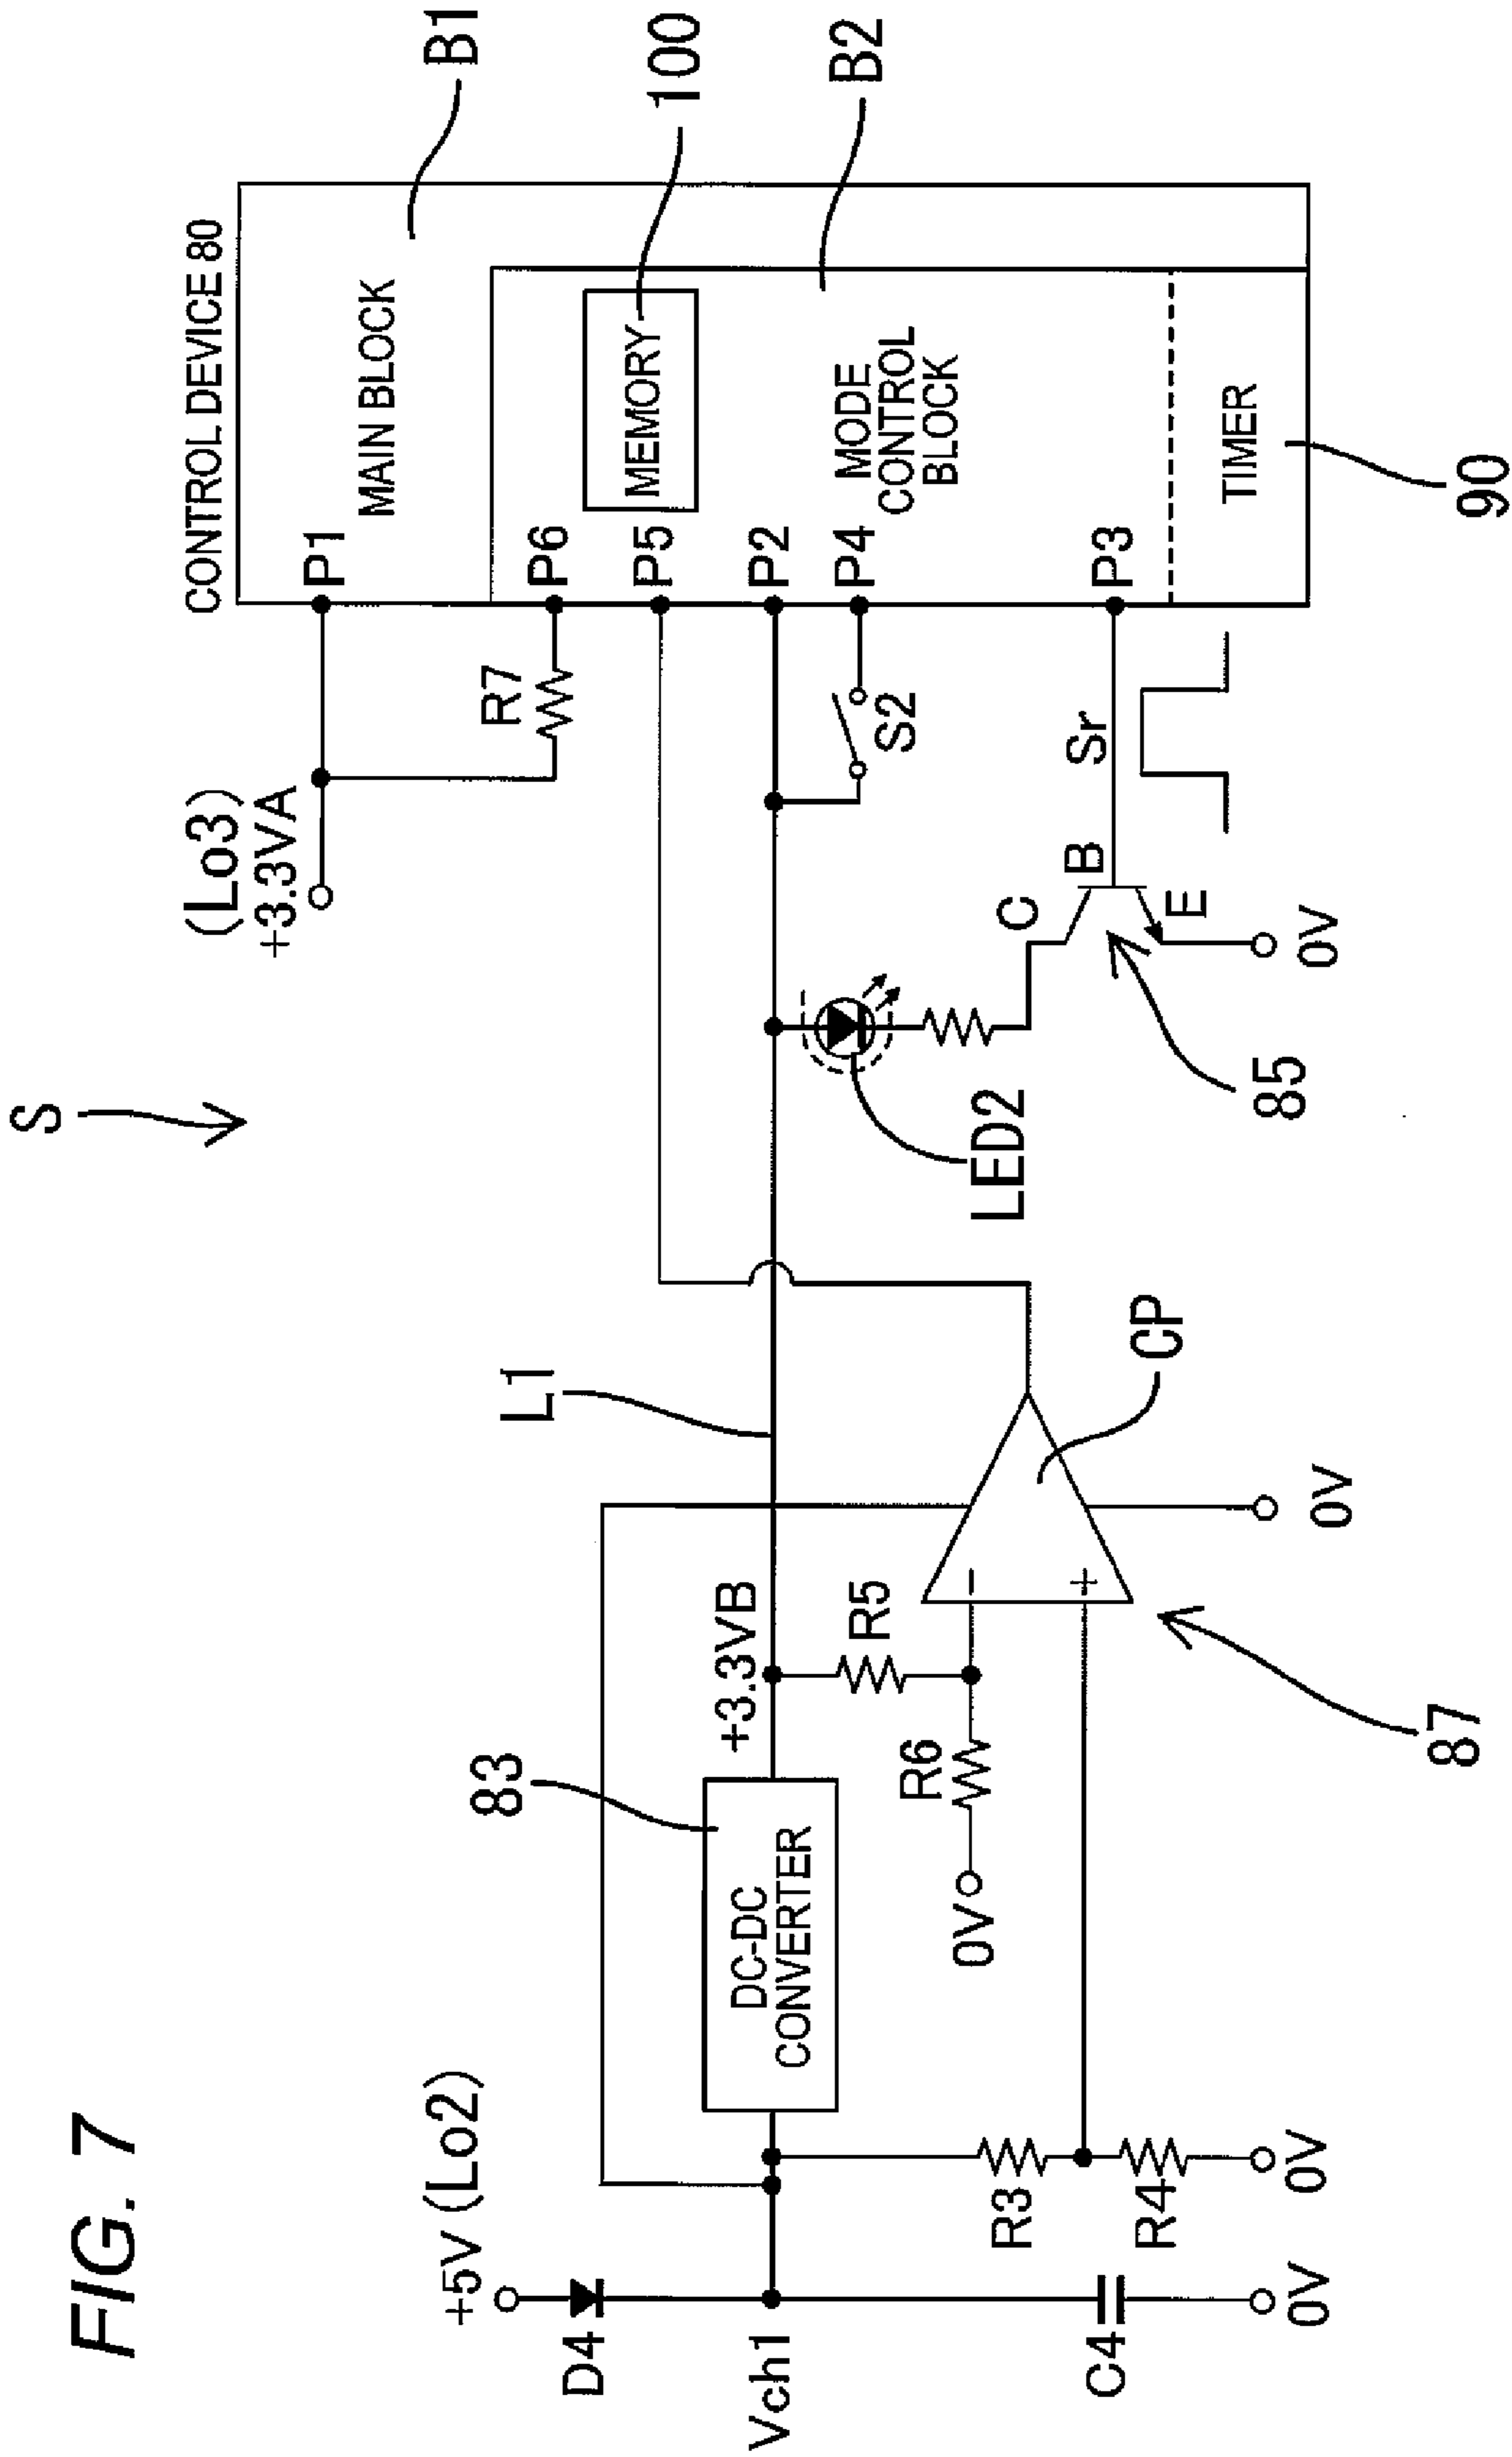 FIG. 7
S
CONTROL DEVICE 80
B1
MAIN BLOCK
P1
(Lo3)
+3.3VA
R7
P6
100
MEMORY
P5
B2
MODE
CONTROL
BLOCK
P2
P4
S2
P3
Sr
TIMER
90
B
C
E
0V
85
LED2
L1
CP
0V
87
+3.3VB
R5
R6
0V
−
+
83
DC-DC
CONVERTER
+5V (Lo2)
D4
Vch1
C4
0V
R3
R4
0V